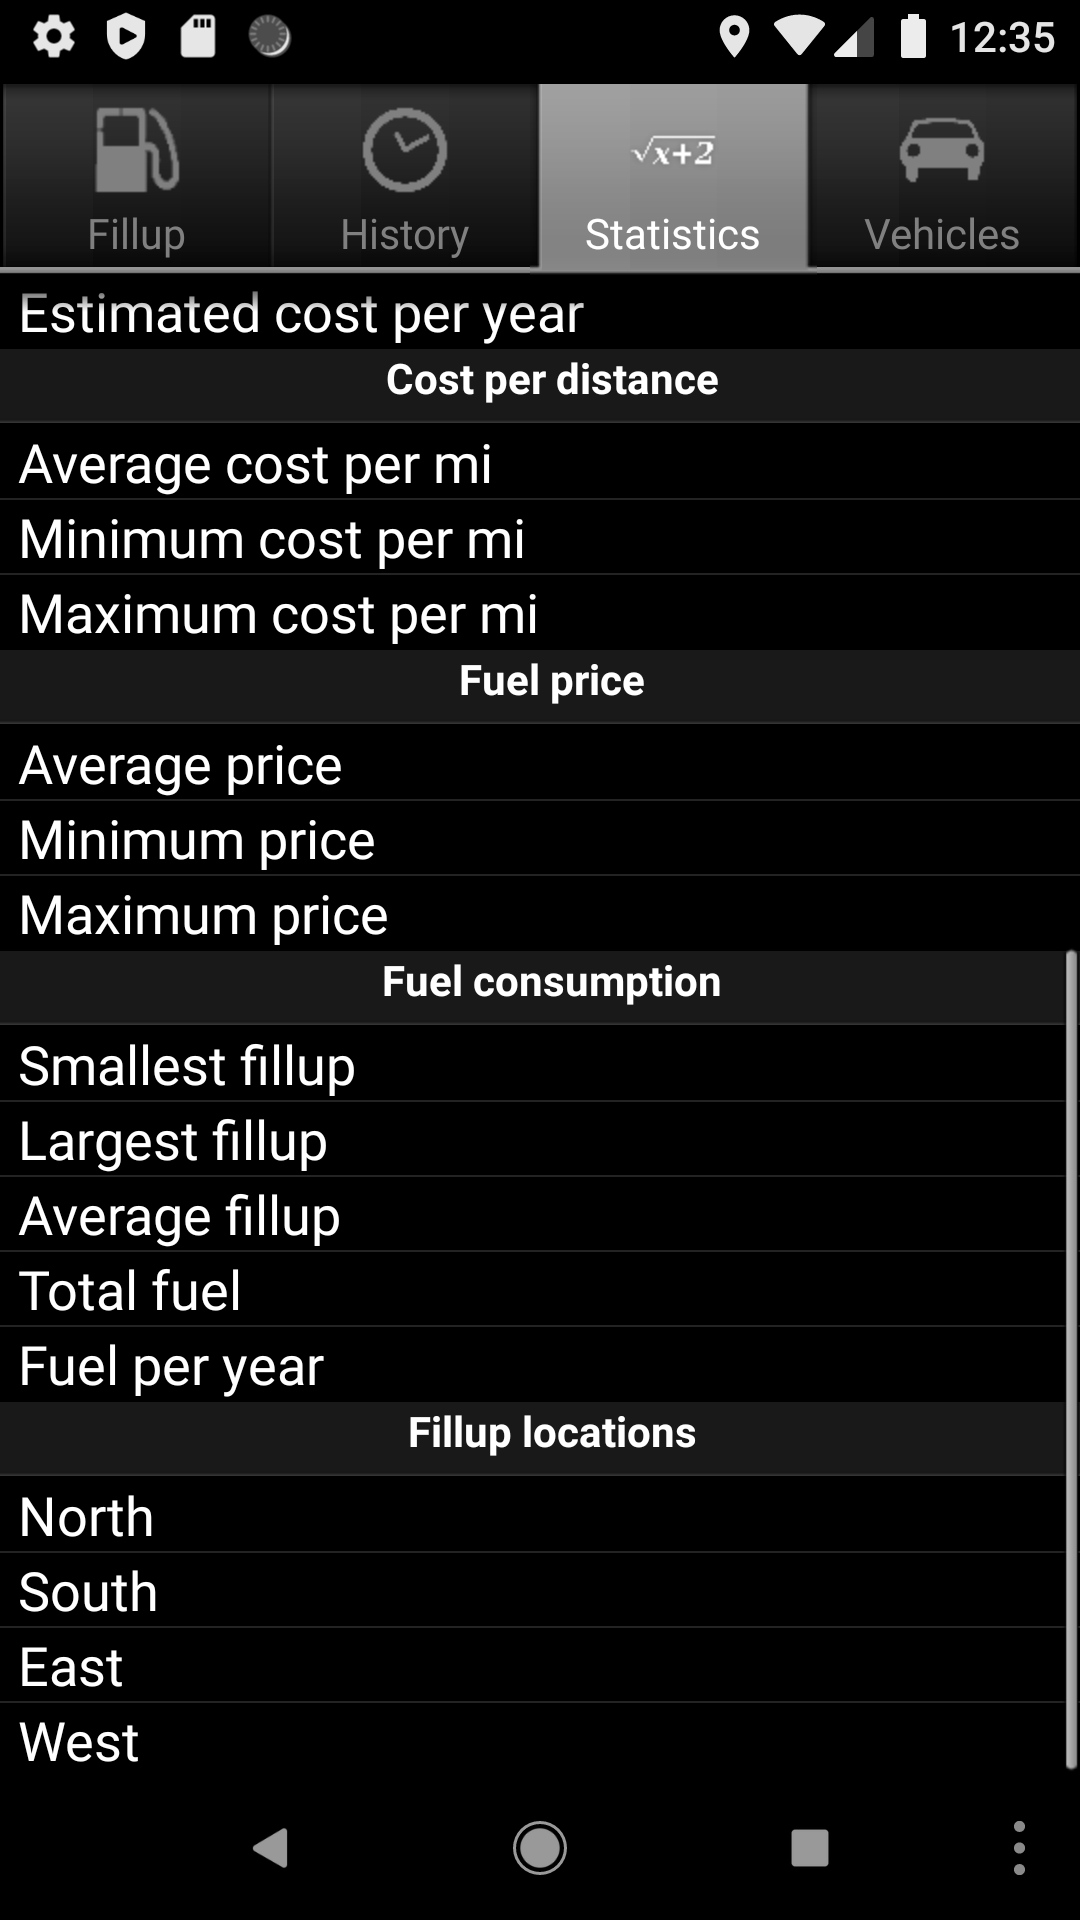 12:35
Fillup
History
√x+2
Statistics
Vehicles
Estimated cost per year
Cost per distance
Average cost per mi
Minimum cost per mi
Maximum cost per mi
Fuel price
Average price
Minimum price
Maximum price
Fuel consumption
Smallest fillup
Largest fillup
Average fillup
Total fuel
Fuel per year
Fillup locations
North
South
East
West